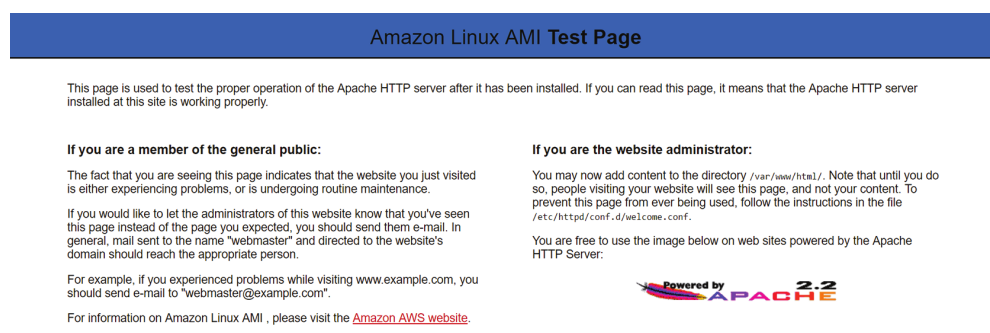 Amazon Linux AMI Test Page
This page is used to test the proper operation of the Apache HTTP server after it has been installed. If you can read this page, it means that the Apache HTTP server
installed at this site is working properly.
If you are a member of the general public:
The fact that you are seeing this page indicates that the website you just visited
is either experiencing problems, or is undergoing routine maintenance.
If you would like to let the administrators of this website know that you've seen
this page instead of the page you expected, you should send them e-mail. In
general, mail sent to the name "webmaster" and directed to the website's
domain should reach the appropriate person.
For example, if you experienced problems while visiting www.example.com, you
should send e-mail to "webmaster@example.com".
For information on Amazon Linux AMI , please visit the Amazon AWS website.
If you are the website administrator:
You may now add content to the directory /var/www/html/. Note that until you do
so, people visiting your website will see this page, and not your content. To
prevent this page from ever being used, follow the instructions in the file
/etc/httpd/conf.d/welcome.conf.
You are free to use the image below on web sites powered by the Apache
HTTP Server:
Powered by 2.2
APACHE